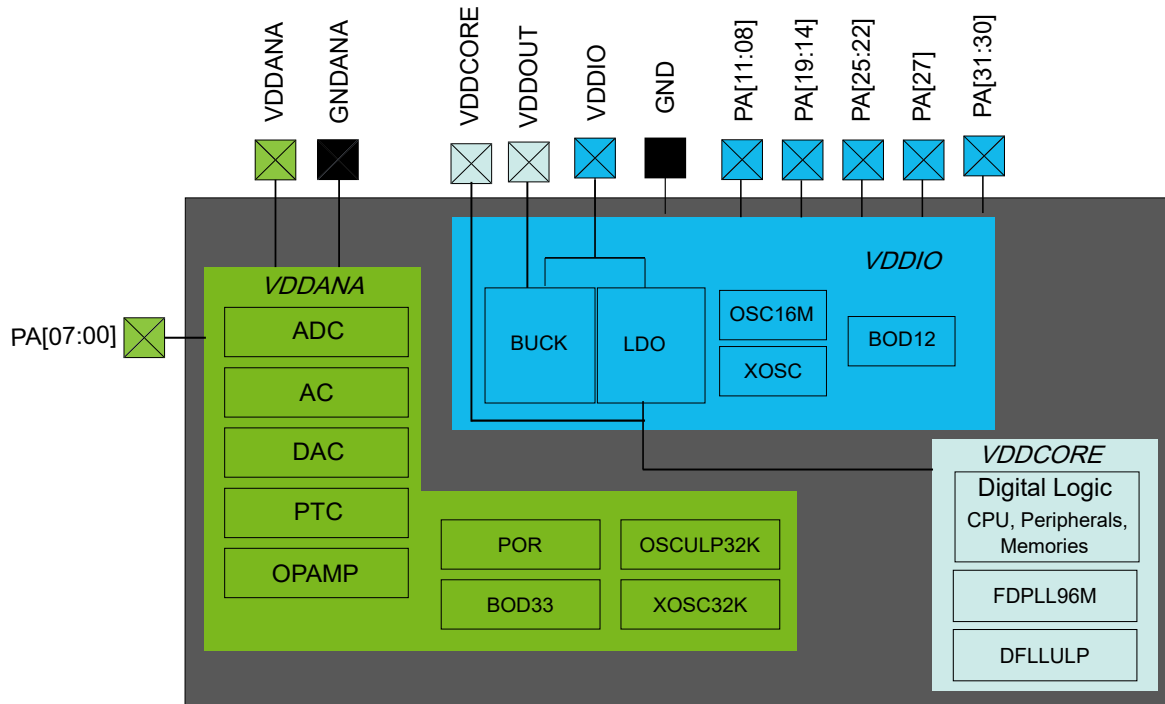 VDDANA
GNDANA
VDDCORE
VDDOUT
VDDIO
GND
PA[11:08]
PA[19:14]
PA[25:22]
PA[27]
PA[31:30]
PA[07:00]
VDDANA
ADC
AC
DAC
PTC
OPAMP
POR
OSCULP32K
BOD33
XOSC32K
VDDIO
BUCK
LDO
OSC16M
XOSC
BOD12
VDDCORE
Digital Logic
CPU, Peripherals,
Memories
FDPLL96M
DFLLULP